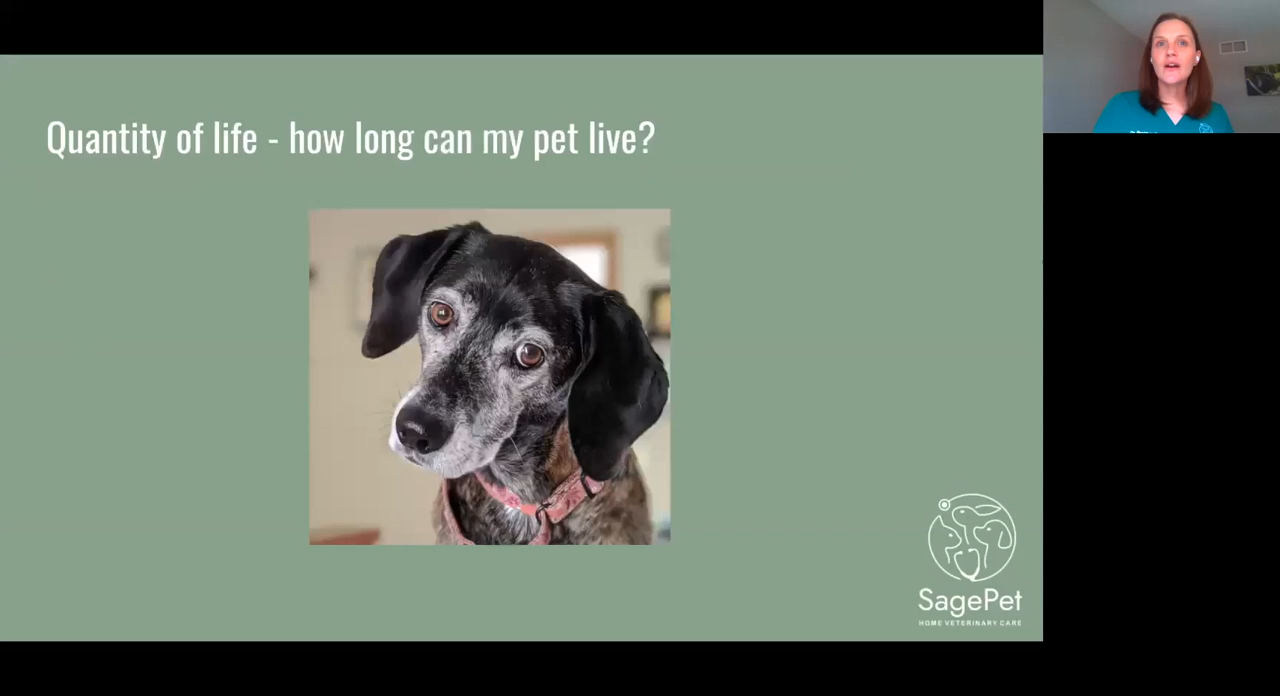 Quantity of life - how long can my pet live?
SagePet
HOME VETERINARY CARE